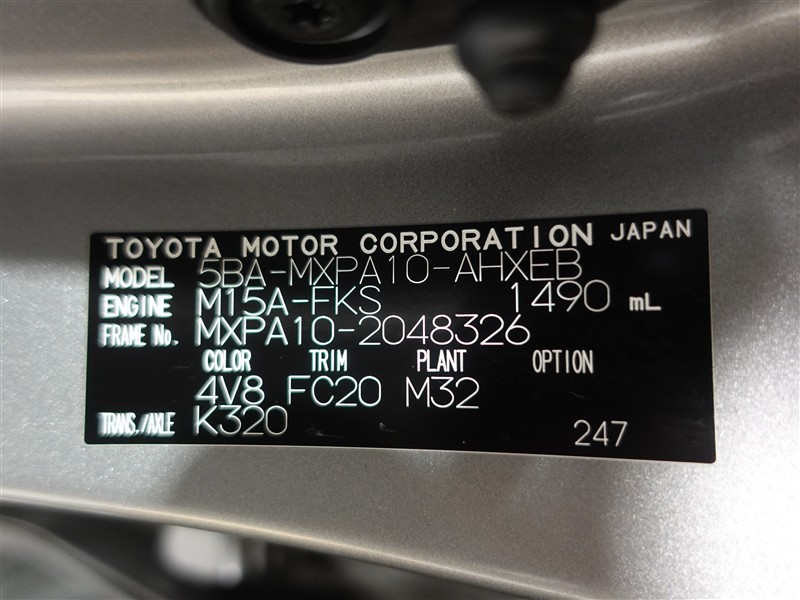 TOYOTA MOTOR CORPORATION JAPAN
MODEL 5BA-MXPA10-AHXEB
ENGINE M15A-FKS 1490 mL
FRAME No. MXPA10-2048326
COLOR TRIM PLANT OPTION
4V8 FC20 M32
TRANS./AXLE K320 247